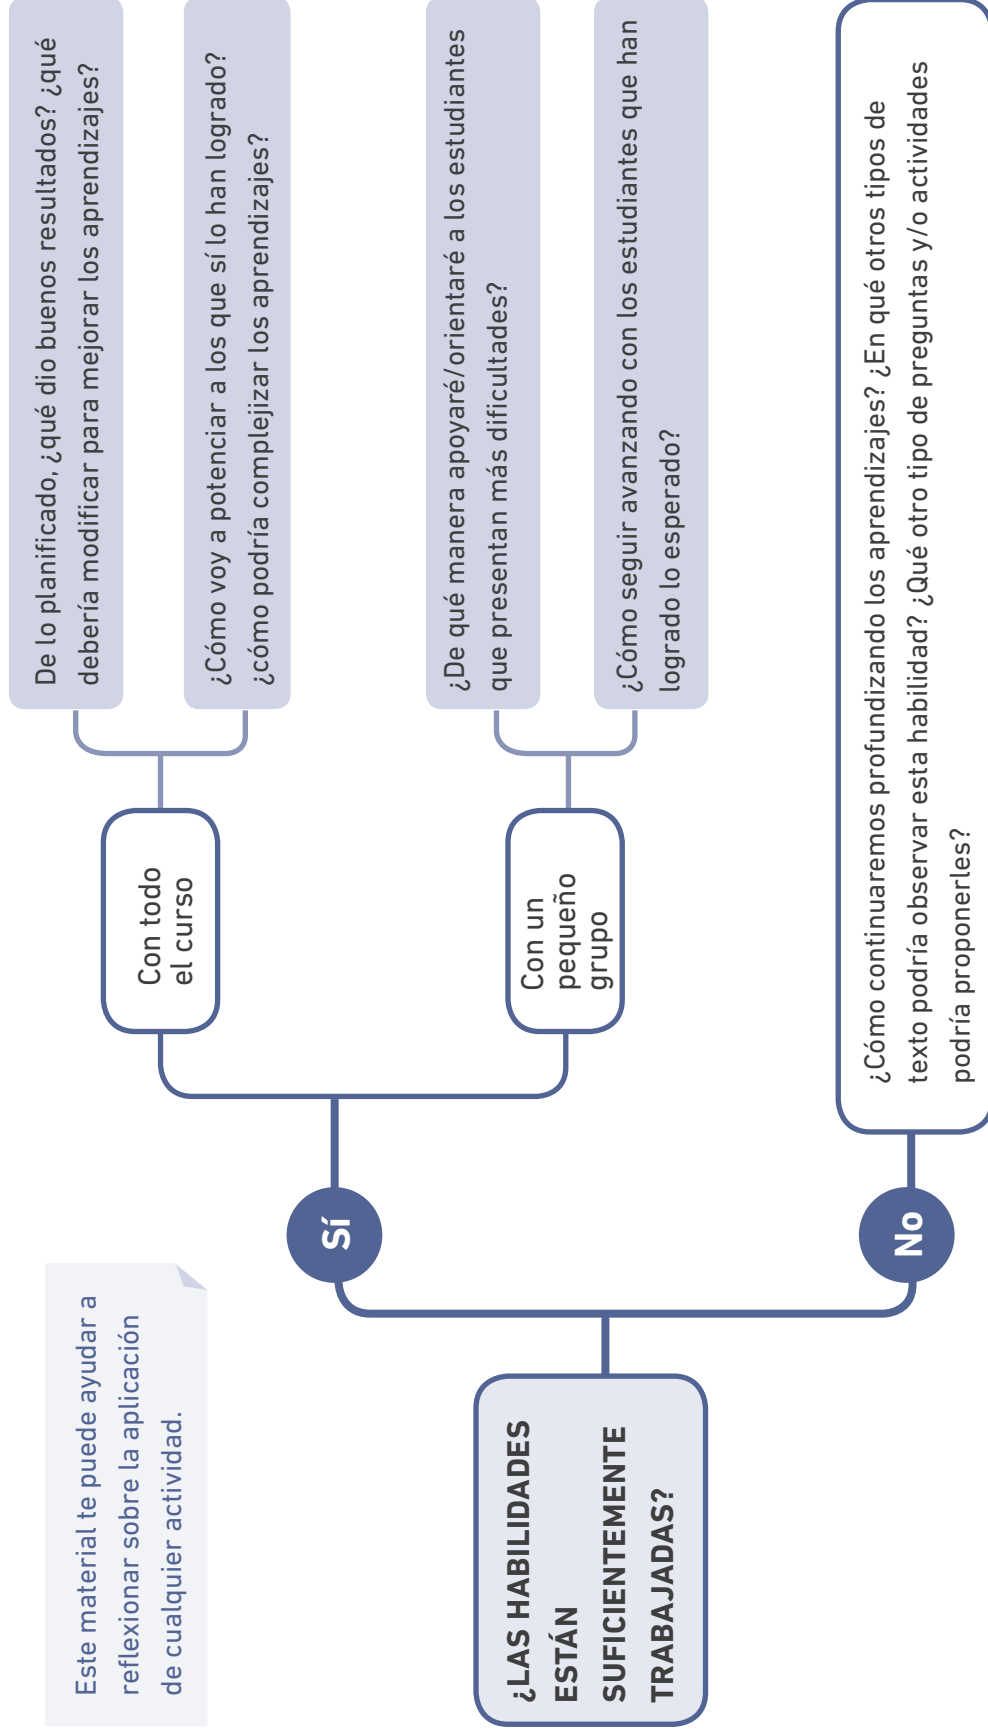 Este material te puede ayudar a
reflexionar sobre la aplicación
de cualquier actividad.
¿LAS HABILIDADES
ESTÁN
SUFICIENTEMENTE
TRABAJADAS?
Sí
Con todo
el curso
De lo planificado, ¿qué dio buenos resultados? ¿qué
debería modificar para mejorar los aprendizajes?
¿Cómo voy a potenciar a los que sí lo han logrado?
¿cómo podría complejizar los aprendizajes?
Con un
pequeño
grupo
¿De qué manera apoyaré/orientaré a los estudiantes
que presentan más dificultades?
¿Cómo seguir avanzando con los estudiantes que han
logrado lo esperado?
No
¿Cómo continuaremos profundizando los aprendizajes? ¿En qué otros tipos de
texto podría observar esta habilidad? ¿Qué otro tipo de preguntas y/o actividades
podría proponerles?